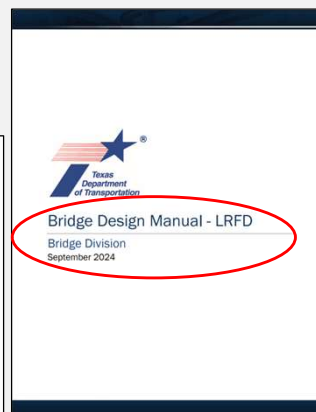 ®
Texas
Department
of Transportation
Bridge Design Manual - LRFD
Bridge Division
September 2024